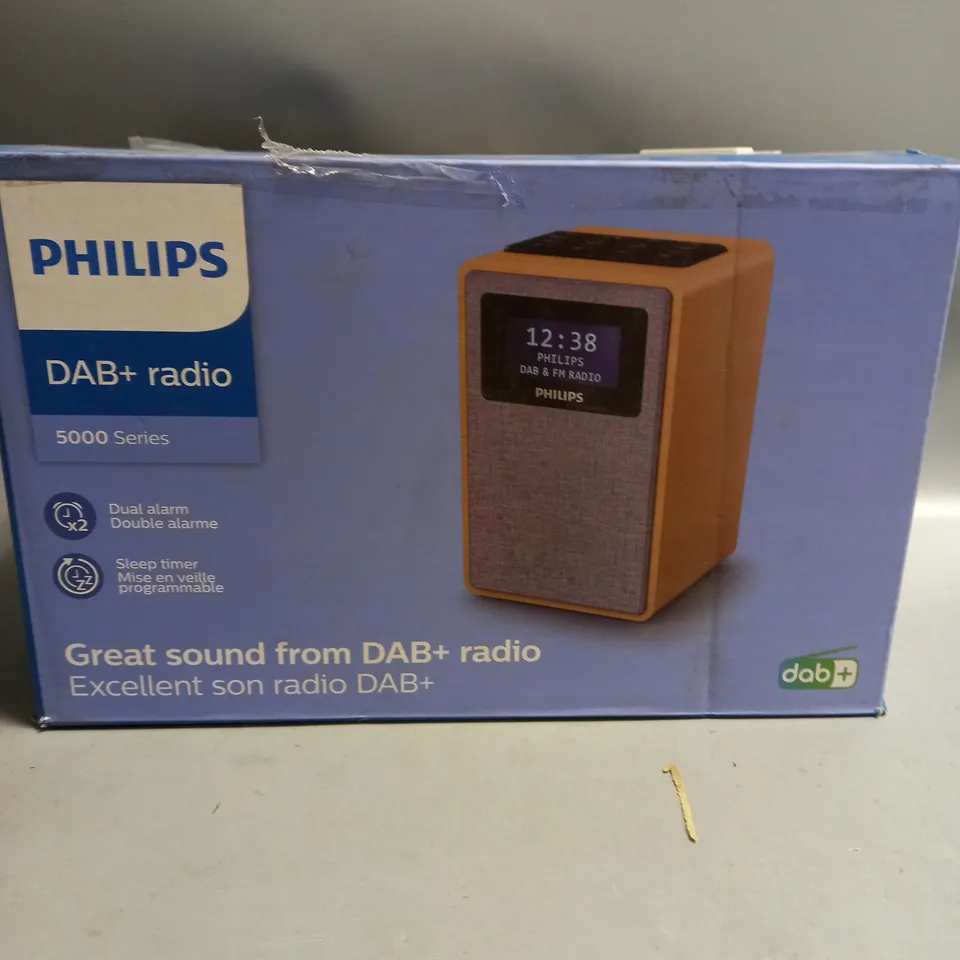 PHILIPS
DAB+ radio
5000 Series
x2
Dual alarm
Double alarme
zz
Sleep timer
Mise en veille
programmable
Great sound from DAB+ radio
Excellent son radio DAB+
12:38
PHILIPS
DAB & FM RADIO
PHILIPS
dab+